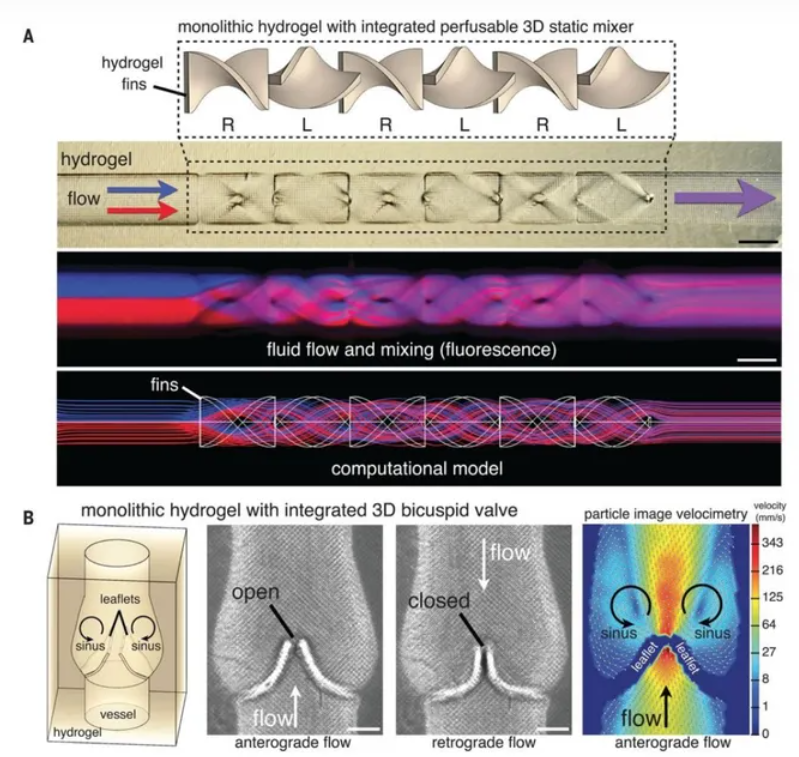 A
monolithic hydrogel with integrated perfusable 3D static mixer
hydrogel
fins
R L R L R L
hydrogel
flow
fluid flow and mixing (fluorescence)
fins
computational model
B
monolithic hydrogel with integrated 3D bicuspid valve
leaflets
sinus sinus
vessel
hydrogel
open
flow
anterograde flow
flow
closed
retrograde flow
particle image velocimetry
velocity
(mm/s)
343
216
125
64
27
8
1
0
sinus sinus
leaflet leaflet
flow
anterograde flow